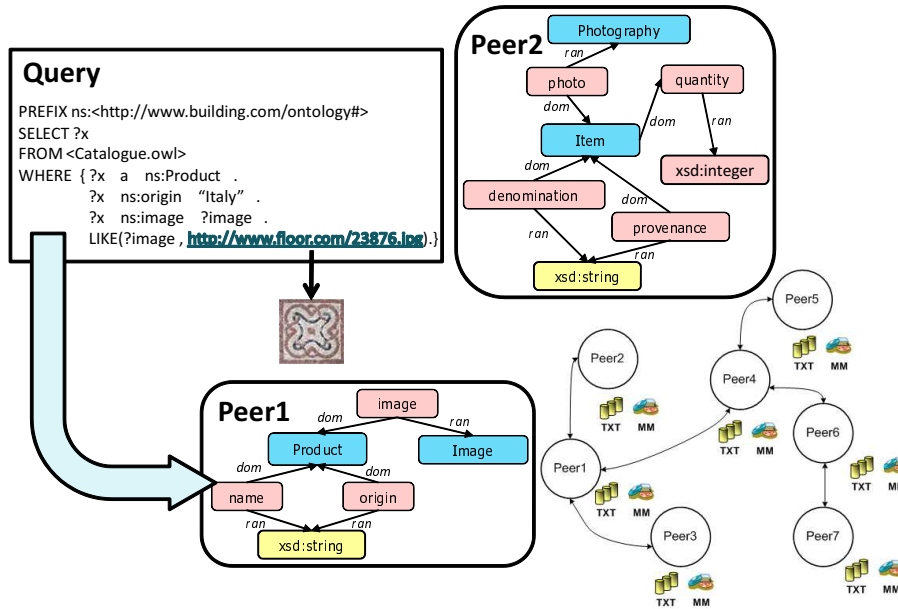 Query
PREFIX ns:<http://www.building.com/ontology#>
SELECT ?x
FROM <Catalogue.owl>
WHERE { ?x a ns:Product .
?x ns:origin “Italy” .
?x ns:image ?image .
LIKE(?image , http://www.floor.com/23876.jpg).}
Peer2
Photography
ran
photo
quantity
dom
dom
ran
Item
xsd:integer
dom
dom
denomination
provenance
ran
ran
xsd:string
Peer1
image
dom
ran
Product
Image
dom
dom
name
origin
ran
ran
xsd:string
Peer5
TXT MM
Peer2
TXT MM
Peer4
TXT MM
Peer6
TXT MM
Peer1
TXT MM
Peer3
TXT MM
Peer7
TXT MM